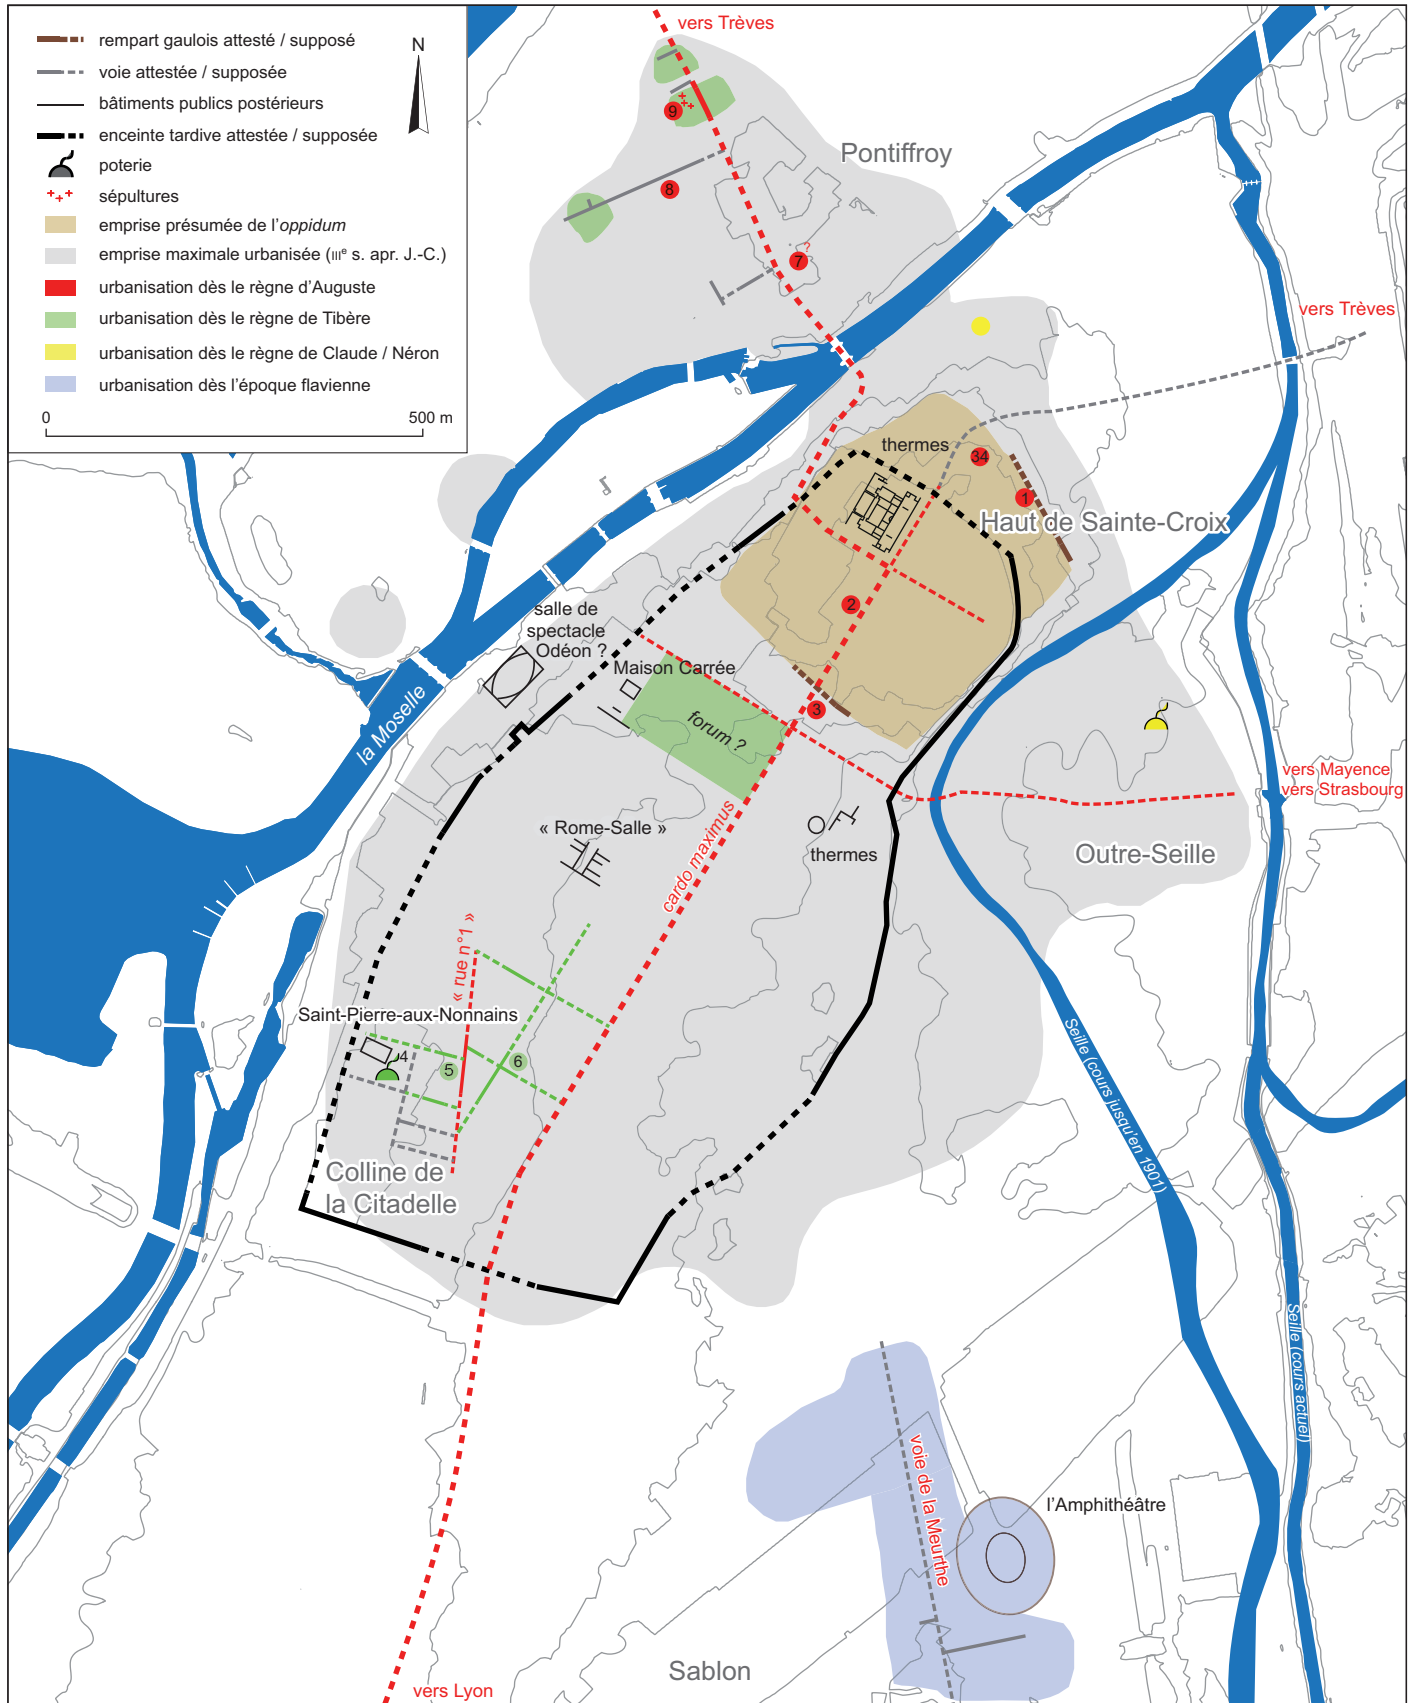 rempart gaulois attesté / supposé
voie attestée / supposée
bâtiments publics postérieurs
enceinte tardive attestée / supposée
poterie
sépultures
emprise présumée de l'oppidum
emprise maximale urbanisée (IIIe s. apr. J.-C.)
urbanisation dès le règne d'Auguste
urbanisation dès le règne de Tibère
urbanisation dès le règne de Claude / Néron
urbanisation dès l'époque flavienne
0
500 m
N
vers Trèves
9
Pontiffroy
8
?
7
vers Trèves
thermes
34
1
Haut de Sainte-Croix
2
salle de
spectacle
Odéon ?
Maison Carrée
la Moselle
forum ?
3
vers Mayence
vers Strasbourg
« Rome-Salle »
cardo maximus
thermes
Outre-Seille
« rue n°1 »
Saint-Pierre-aux-Nonnains
4
5
6
Seille (cours jusqu'en 1901)
Colline de
la Citadelle
Seille (cours actuel)
voie de la Meurthe
l'Amphithéâtre
Sablon
vers Lyon